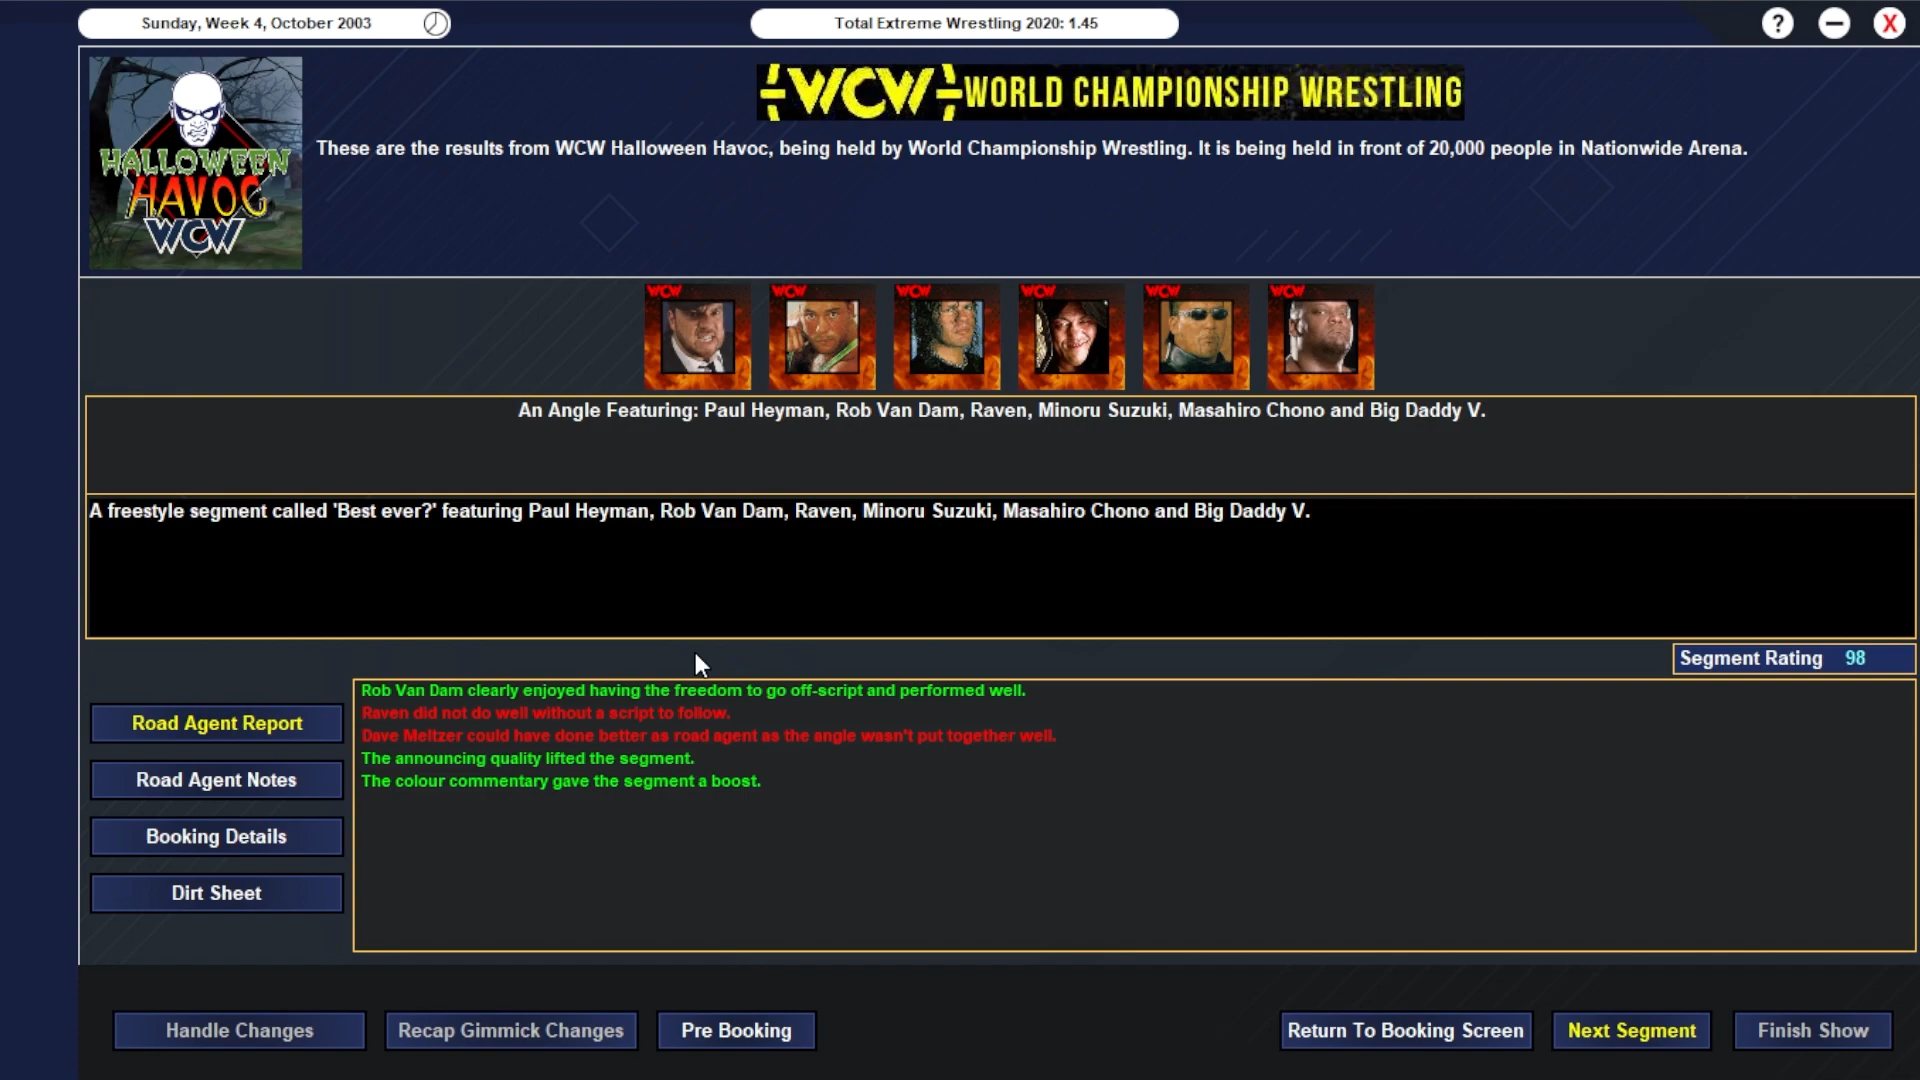 Sunday, Week 4, October 2003
Total Extreme Wrestling 2020: 1.45
?
X
HALLOWEEN
HAVOC
WCW
WCW WORLD CHAMPIONSHIP WRESTLING
These are the results from WCW Halloween Havoc, being held by World Championship Wrestling. It is being held in front of 20,000 people in Nationwide Arena.
WCW WCW WCW WCW WCW WCW
An Angle Featuring: Paul Heyman, Rob Van Dam, Raven, Minoru Suzuki, Masahiro Chono and Big Daddy V.
A freestyle segment called 'Best ever?' featuring Paul Heyman, Rob Van Dam, Raven, Minoru Suzuki, Masahiro Chono and Big Daddy V.
Segment Rating 98
Road Agent Report
Road Agent Notes
Booking Details
Dirt Sheet
Rob Van Dam clearly enjoyed having the freedom to go off-script and performed well.
Raven did not do well without a script to follow.
Dave Meltzer could have done better as road agent as the angle wasn't put together well.
The announcing quality lifted the segment.
The colour commentary gave the segment a boost.
Handle Changes
Recap Gimmick Changes
Pre Booking
Return To Booking Screen
Next Segment
Finish Show